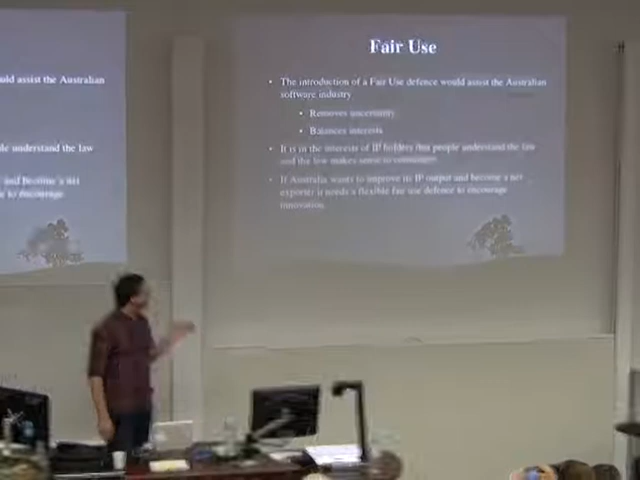 uld assist the Australian
le understand the law
and become a net
e to encourage
Fair Use
• The introduction of a Fair Use defence would assist the Australian
software industry
• Removes uncertainty
• Balances interests
• It is in the interests of IP holders that people understand the law
and the law makes sense to consumers
• If Australia wants to improve its IP output and become a net
exporter it needs a flexible fair use defence to encourage
innovation